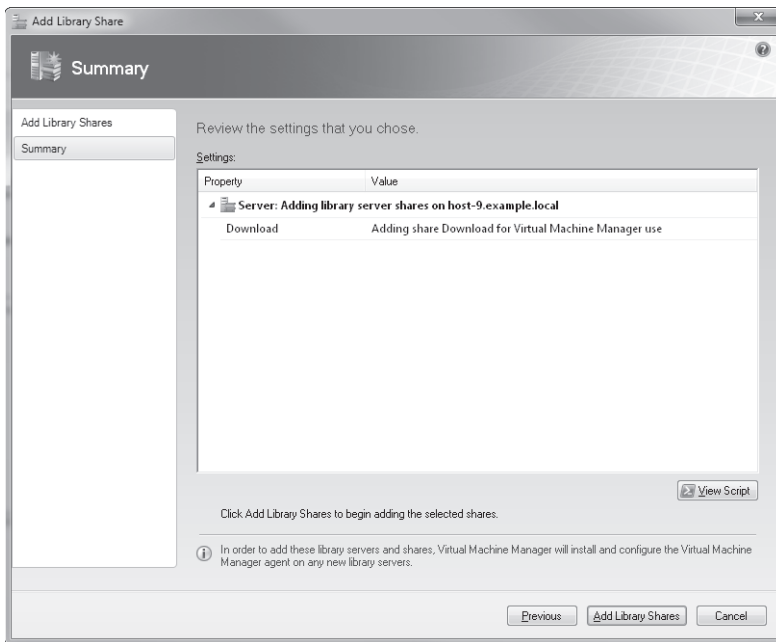 Add Library Share
x
?
Summary
Add Library Shares
Summary
Review the settings that you chose.
Settings:
Property Value
Server: Adding library server shares on host-9.example.local
Download Adding share Download for Virtual Machine Manager use
View Script
Click Add Library Shares to begin adding the selected shares.
In order to add these library servers and shares, Virtual Machine Manager will install and configure the Virtual Machine
Manager agent on any new library servers.
Previous Add Library Shares Cancel